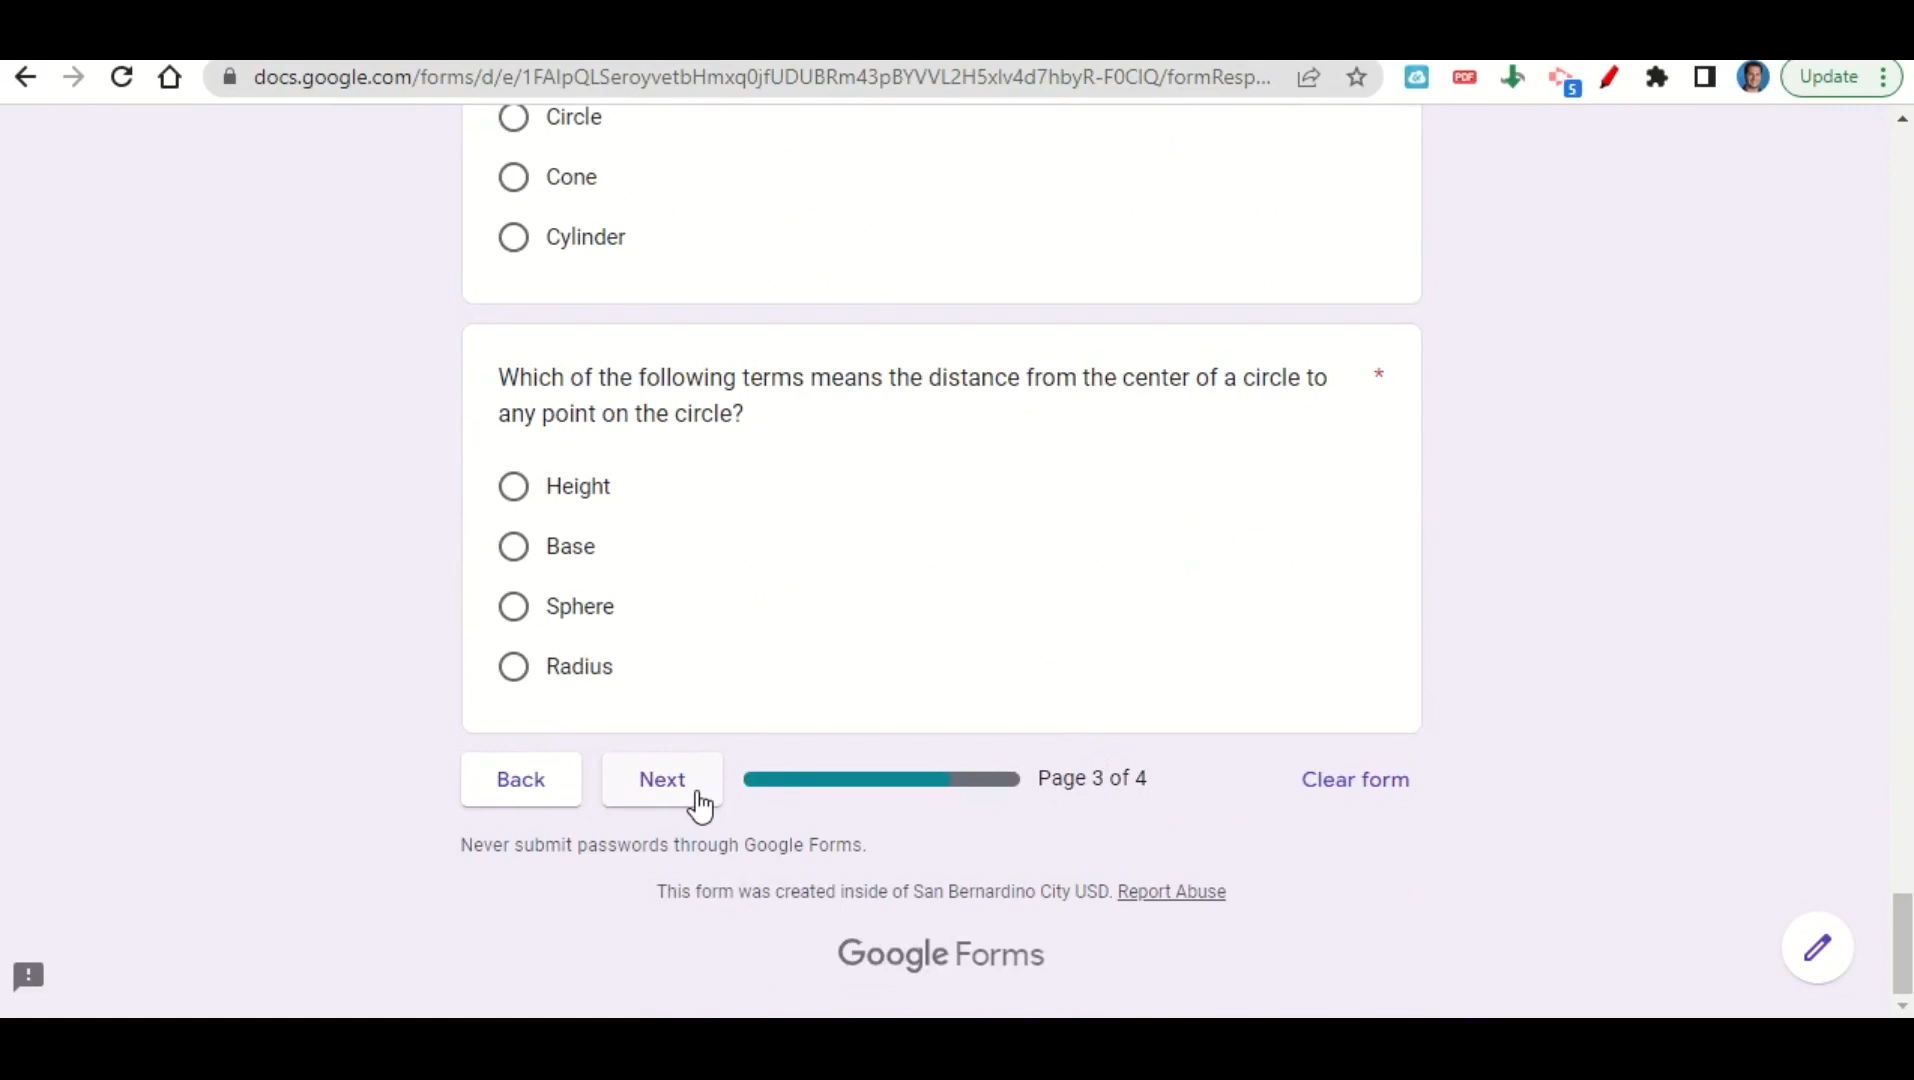 docs.google.com/forms/d/e/1FAIpQLSeroyvetbHmxq0jfUDUBRm43pBYVVL2H5xlv4d7hbyR-F0ClQ/formResp...
PDF
5
Update
Circle
Cone
Cylinder
Which of the following terms means the distance from the center of a circle to *
any point on the circle?
Height
Base
Sphere
Radius
Back
Next
Page 3 of 4
Clear form
Never submit passwords through Google Forms.
This form was created inside of San Bernardino City USD. Report Abuse
Google Forms